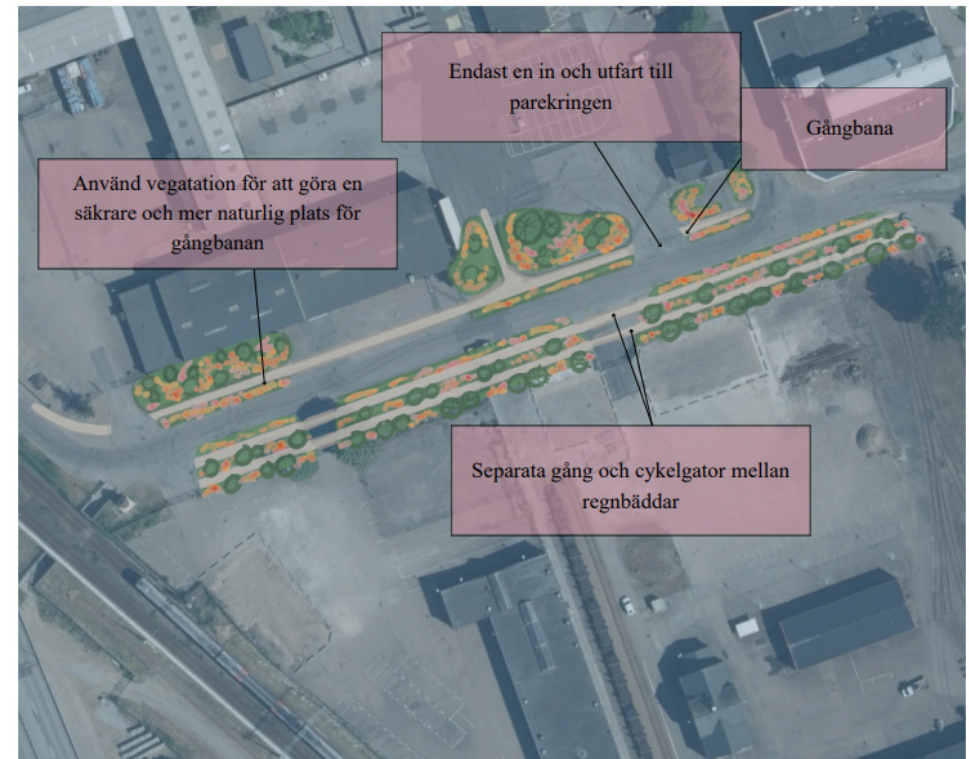 Endast en in och utfart till
parekringen
Gångbana
Använd vegatation för att göra en
säkrare och mer naturlig plats för
gångbanan
Separata gång och cykelgator mellan
regnbäddar